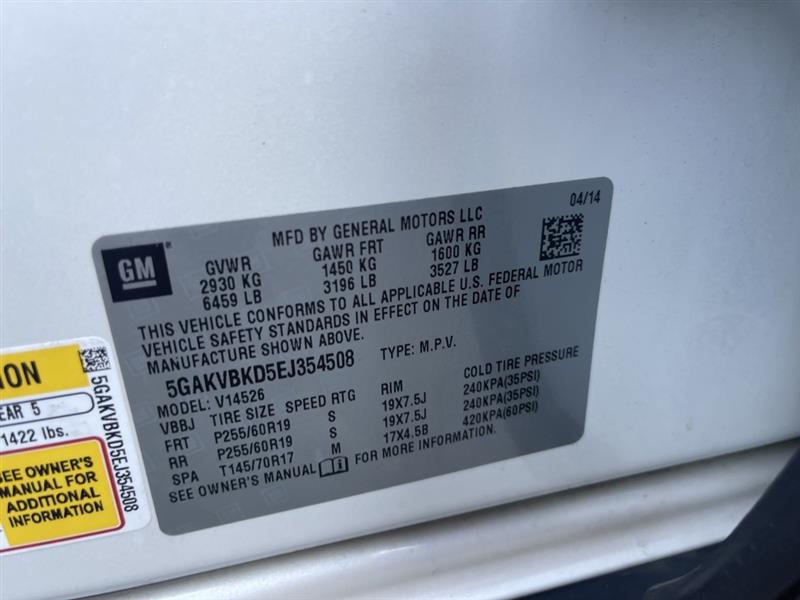 04/14
MFD BY GENERAL MOTORS LLC
GM
GVWR GAWR FRT GAWR RR
2930 KG 1450 KG 1600 KG
6459 LB 3196 LB 3527 LB
THIS VEHICLE CONFORMS TO ALL APPLICABLE U.S. FEDERAL MOTOR
VEHICLE SAFETY STANDARDS IN EFFECT ON THE DATE OF
MANUFACTURE SHOWN ABOVE.
5GAKVBKD5EJ354508 TYPE: M.P.V.
MODEL: V14526
VBBJ TIRE SIZE SPEED RTG RIM COLD TIRE PRESSURE
FRT P255/60R19 S 19X7.5J 240KPA(35PSI)
RR P255/60R19 S 19X7.5J 240KPA(35PSI)
SPA T145/70R17 M 17X4.5B 420KPA(60PSI)
SEE OWNER'S MANUAL FOR MORE INFORMATION.
EAR 5
1422 lbs.
SEE OWNER'S
MANUAL FOR
ADDITIONAL
INFORMATION
5GAKVBKD5EJ354508